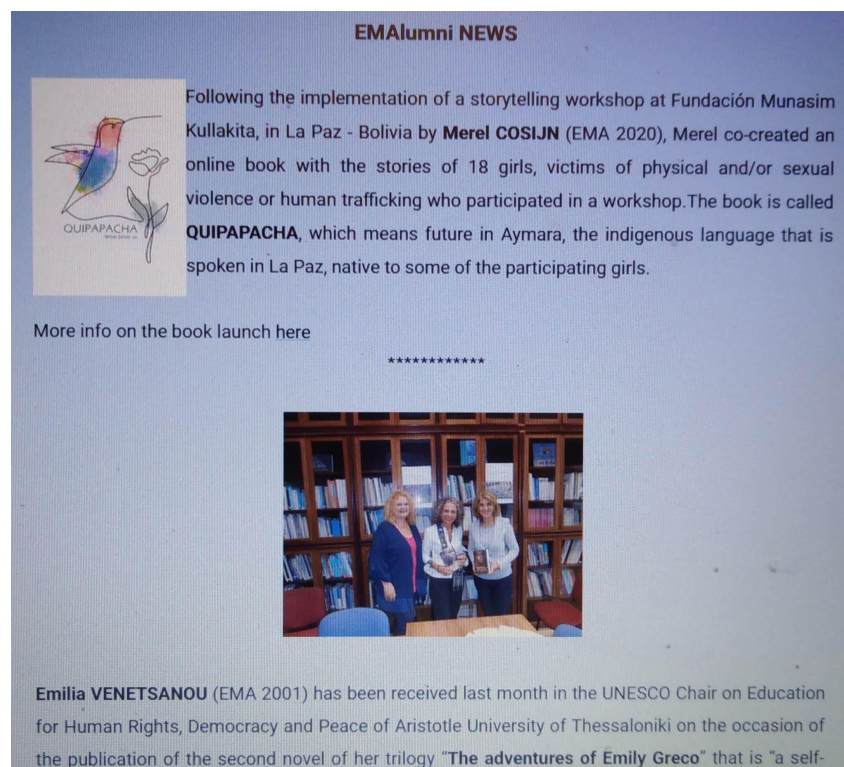 EMAlumni NEWS
Following the implementation of a storytelling workshop at Fundación Munasim
Kullakita, in La Paz - Bolivia by Merel COSIJN (EMA 2020), Merel co-created an
online book with the stories of 18 girls, victims of physical and/or sexual
violence or human trafficking who participated in a workshop.The book is called
QUIPAPACHA, which means future in Aymara, the indigenous language that is
spoken in La Paz, native to some of the participating girls.
QUIPAPACHA
More info on the book launch here
************
Emilia VENETSANOU (EMA 2001) has been received last month in the UNESCO Chair on Education
for Human Rights, Democracy and Peace of Aristotle University of Thessaloniki on the occasion of
the publication of the second novel of her trilogy “The adventures of Emily Greco” that is “a self-